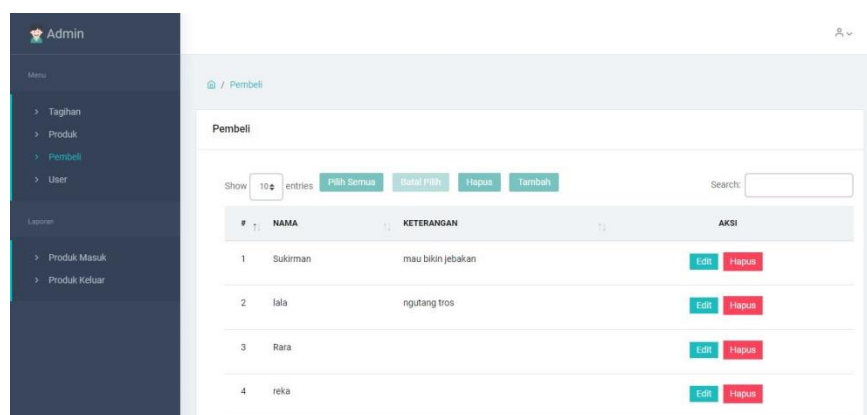 Admin
Menu
> Tagihan
> Produk
> Pembeli
> User
Laporan
> Produk Masuk
> Produk Keluar
/ Pembeli
Pembeli
Show 10 entries Pilih Semua Batal Pilih Hapus Tambah Search:
# NAMA KETERANGAN AKSI
1 Sukirman mau bikin jebakan Edit Hapus
2 lala ngutang tros Edit Hapus
3 Rara Edit Hapus
4 reka Edit Hapus